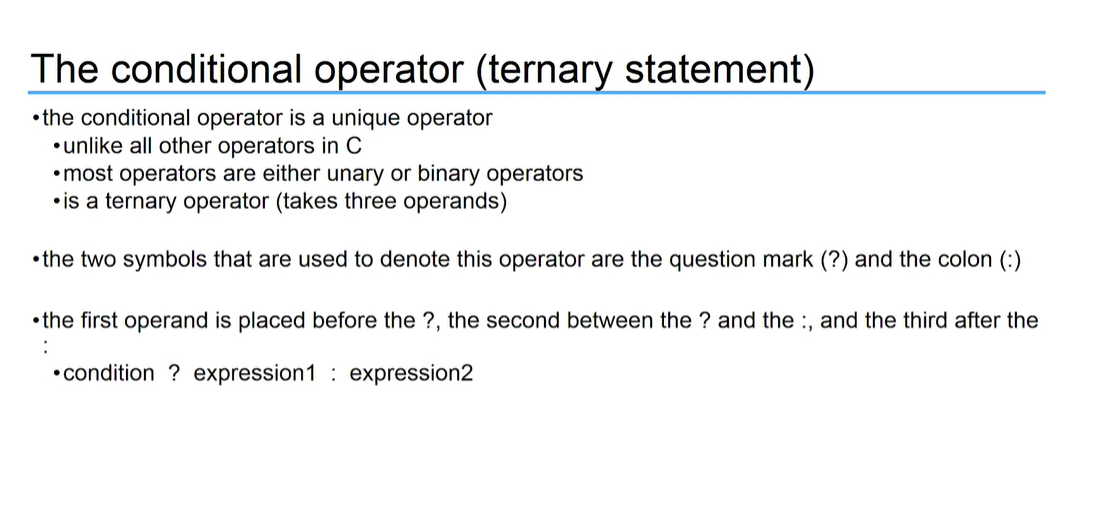 The conditional operator (ternary statement)
•the conditional operator is a unique operator
•unlike all other operators in C
•most operators are either unary or binary operators
•is a ternary operator (takes three operands)
•the two symbols that are used to denote this operator are the question mark (?) and the colon (:)
•the first operand is placed before the ?, the second between the ? and the :, and the third after the
:
•condition ? expression1 : expression2